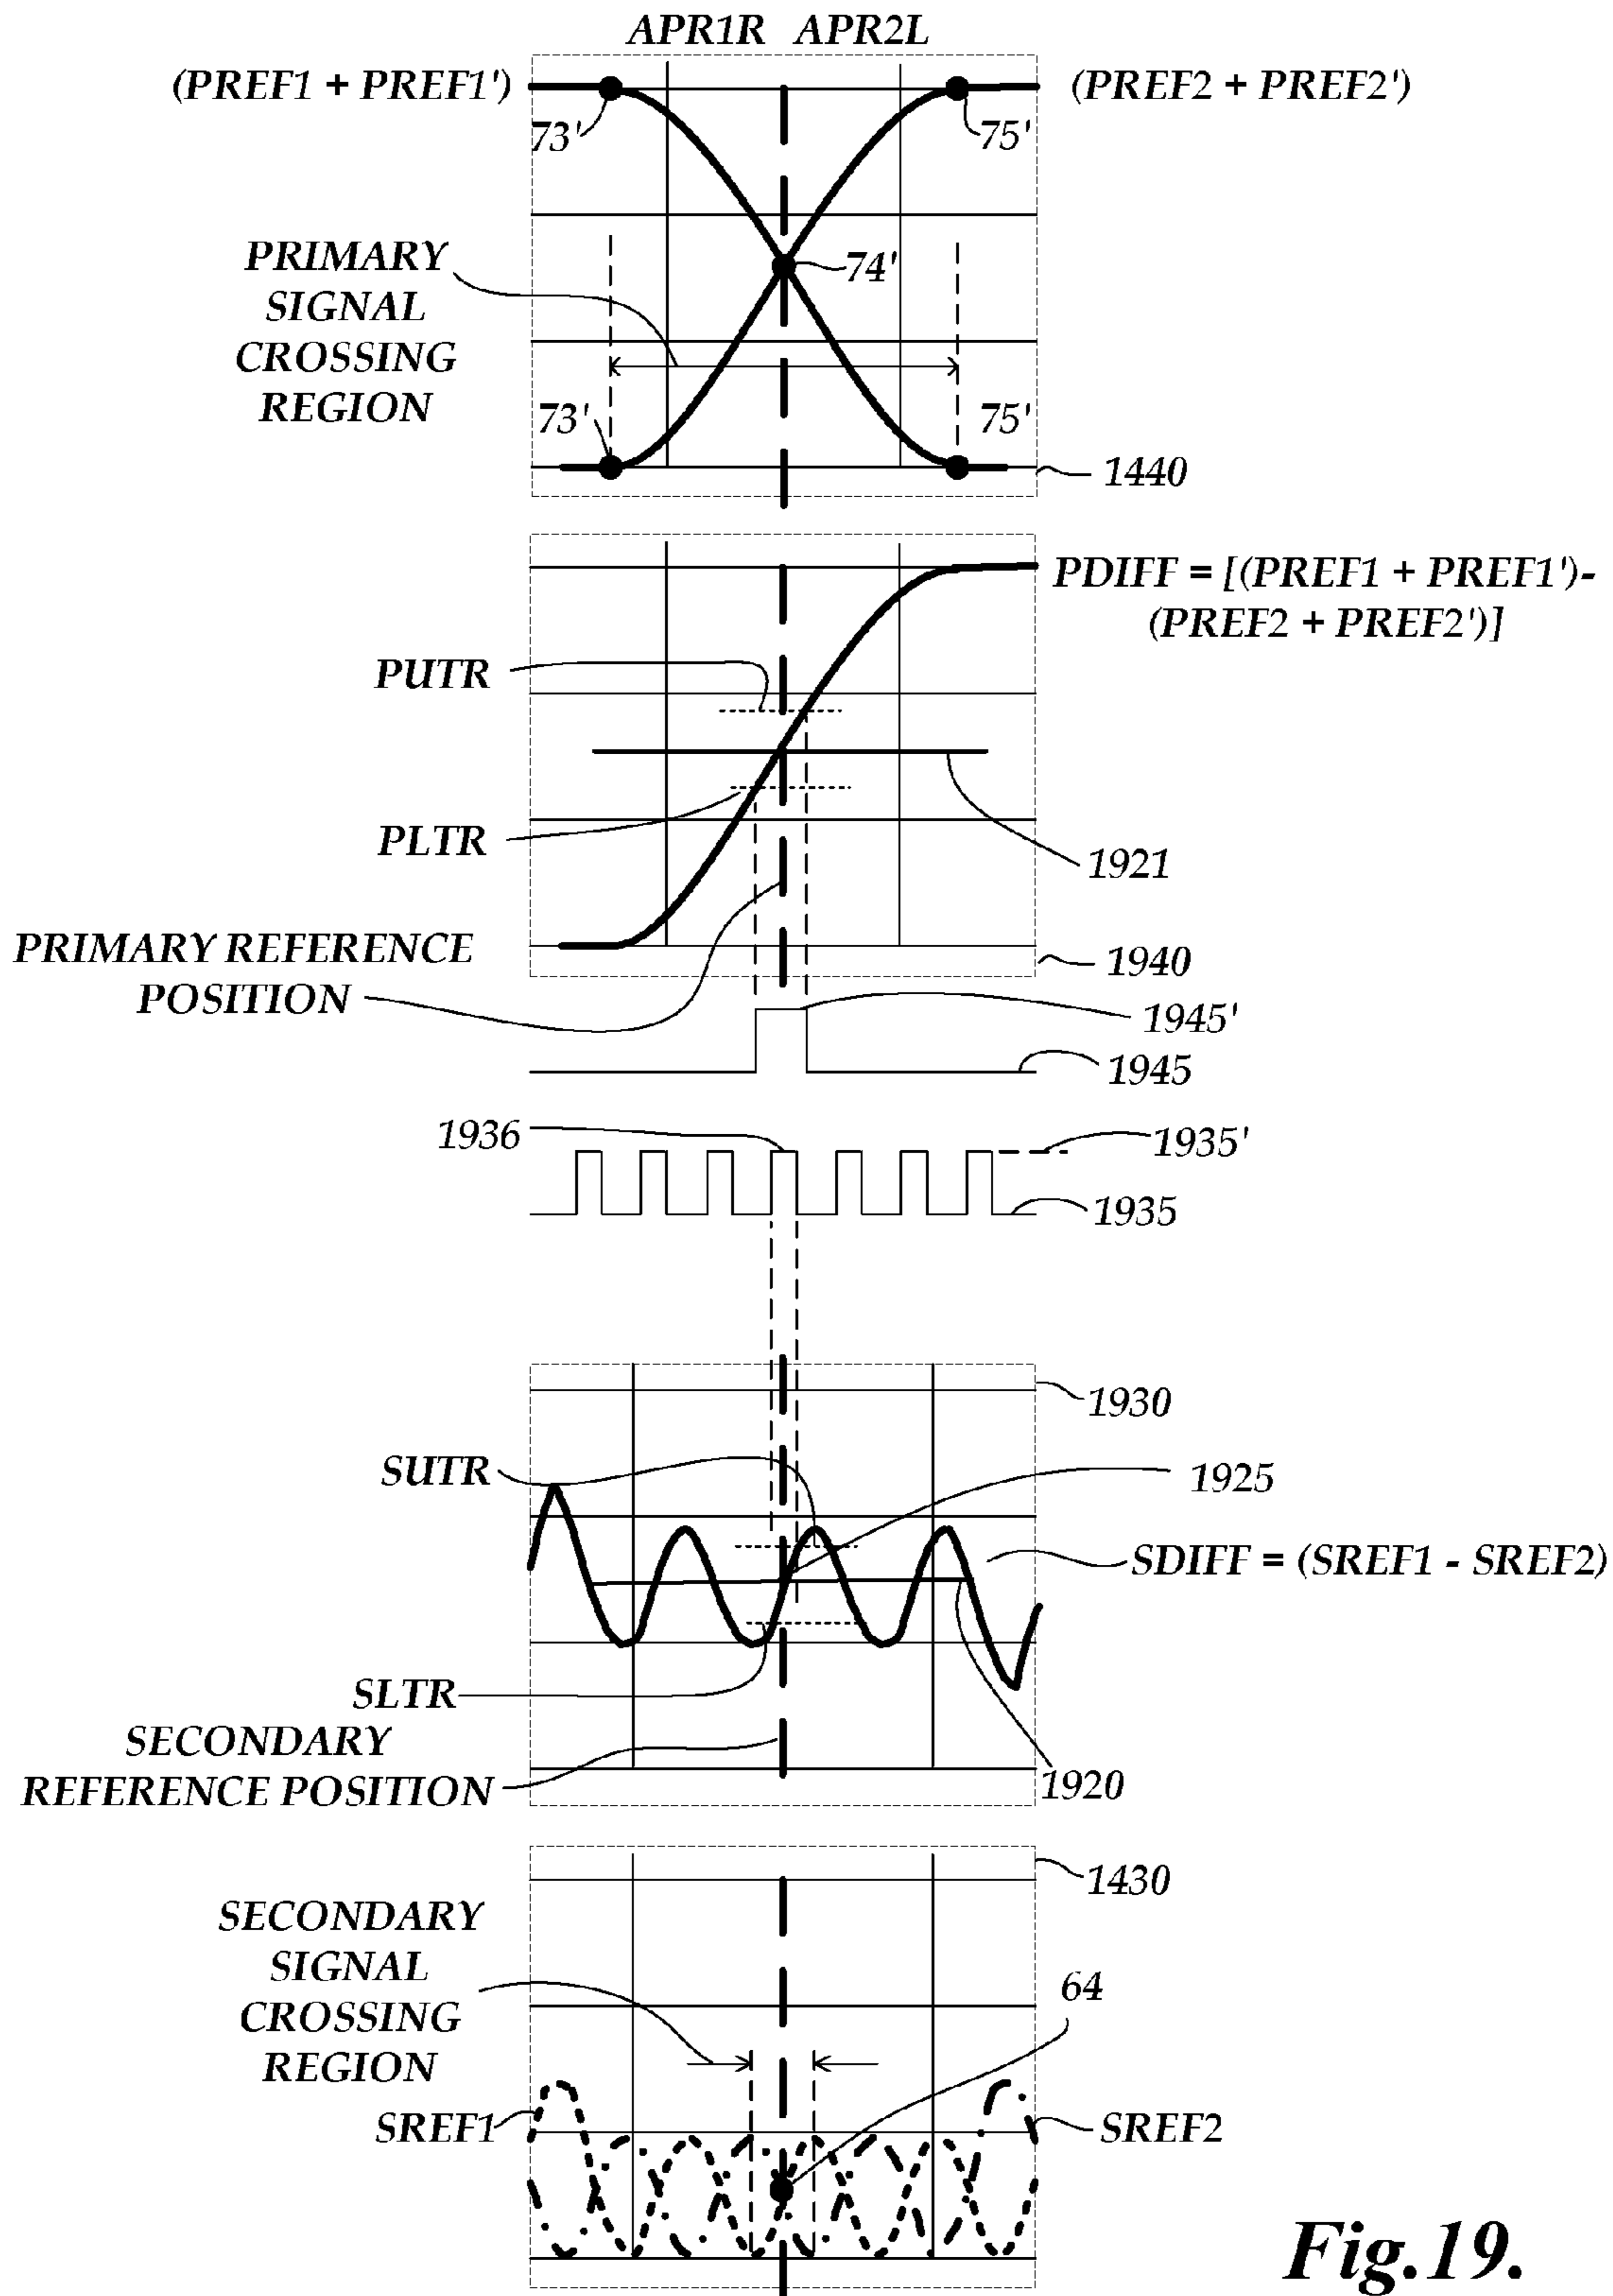 APR1R APR2L
(PREF1 + PREF1')
(PREF2 + PREF2')
73'
75'
74'
PRIMARY
SIGNAL
CROSSING
REGION
73'
75'
1440
PDIFF = [(PREF1 + PREF1')-
(PREF2 + PREF2')]
PUTR
PLTR
1921
PRIMARY REFERENCE
POSITION
1940
1945'
1945
1936
1935'
1935
1930
SUTR
1925
SDIFF = (SREF1 - SREF2)
SLTR
SECONDARY
REFERENCE POSITION
1920
1430
SECONDARY
SIGNAL
CROSSING
REGION
64
SREF1
SREF2
Fig.19.